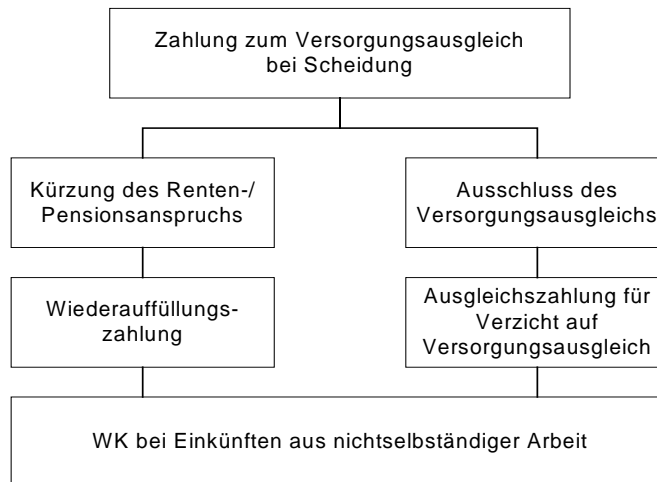 Zahlung zum Versorgungsausgleich
bei Scheidung
Kürzung des Renten-/
Pensionsanspruchs
Ausschluss des
Versorgungsausgleichs
Wiederauffüllungs-
zahlung
Ausgleichszahlung für
Verzicht auf
Versorgungsausgleich
WK bei Einkünften aus nichtselbständiger Arbeit